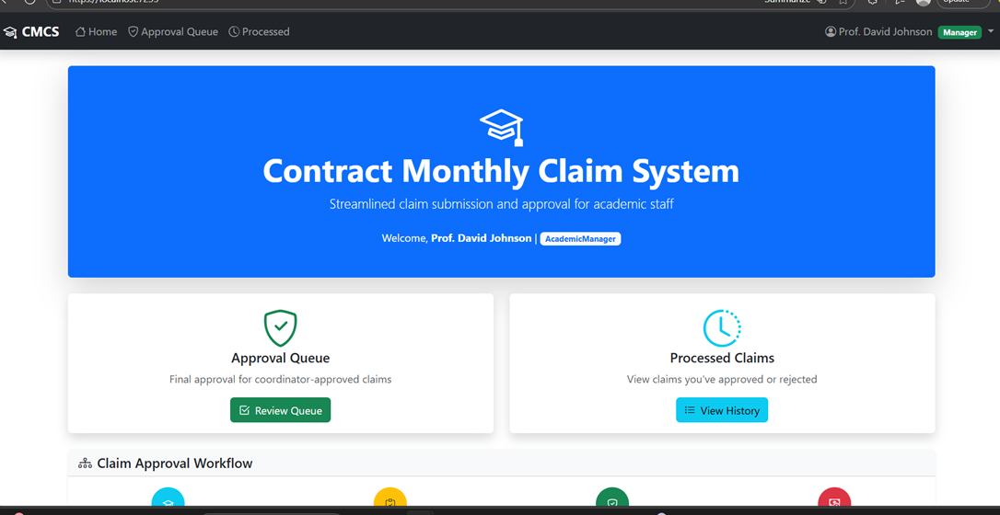 CMCS Home Approval Queue Processed Prof. David Johnson Manager
Contract Monthly Claim System
Streamlined claim submission and approval for academic staff
Welcome, Prof. David Johnson | AcademicManager
Approval Queue
Final approval for coordinator-approved claims
Review Queue
Processed Claims
View claims you've approved or rejected
View History
Claim Approval Workflow